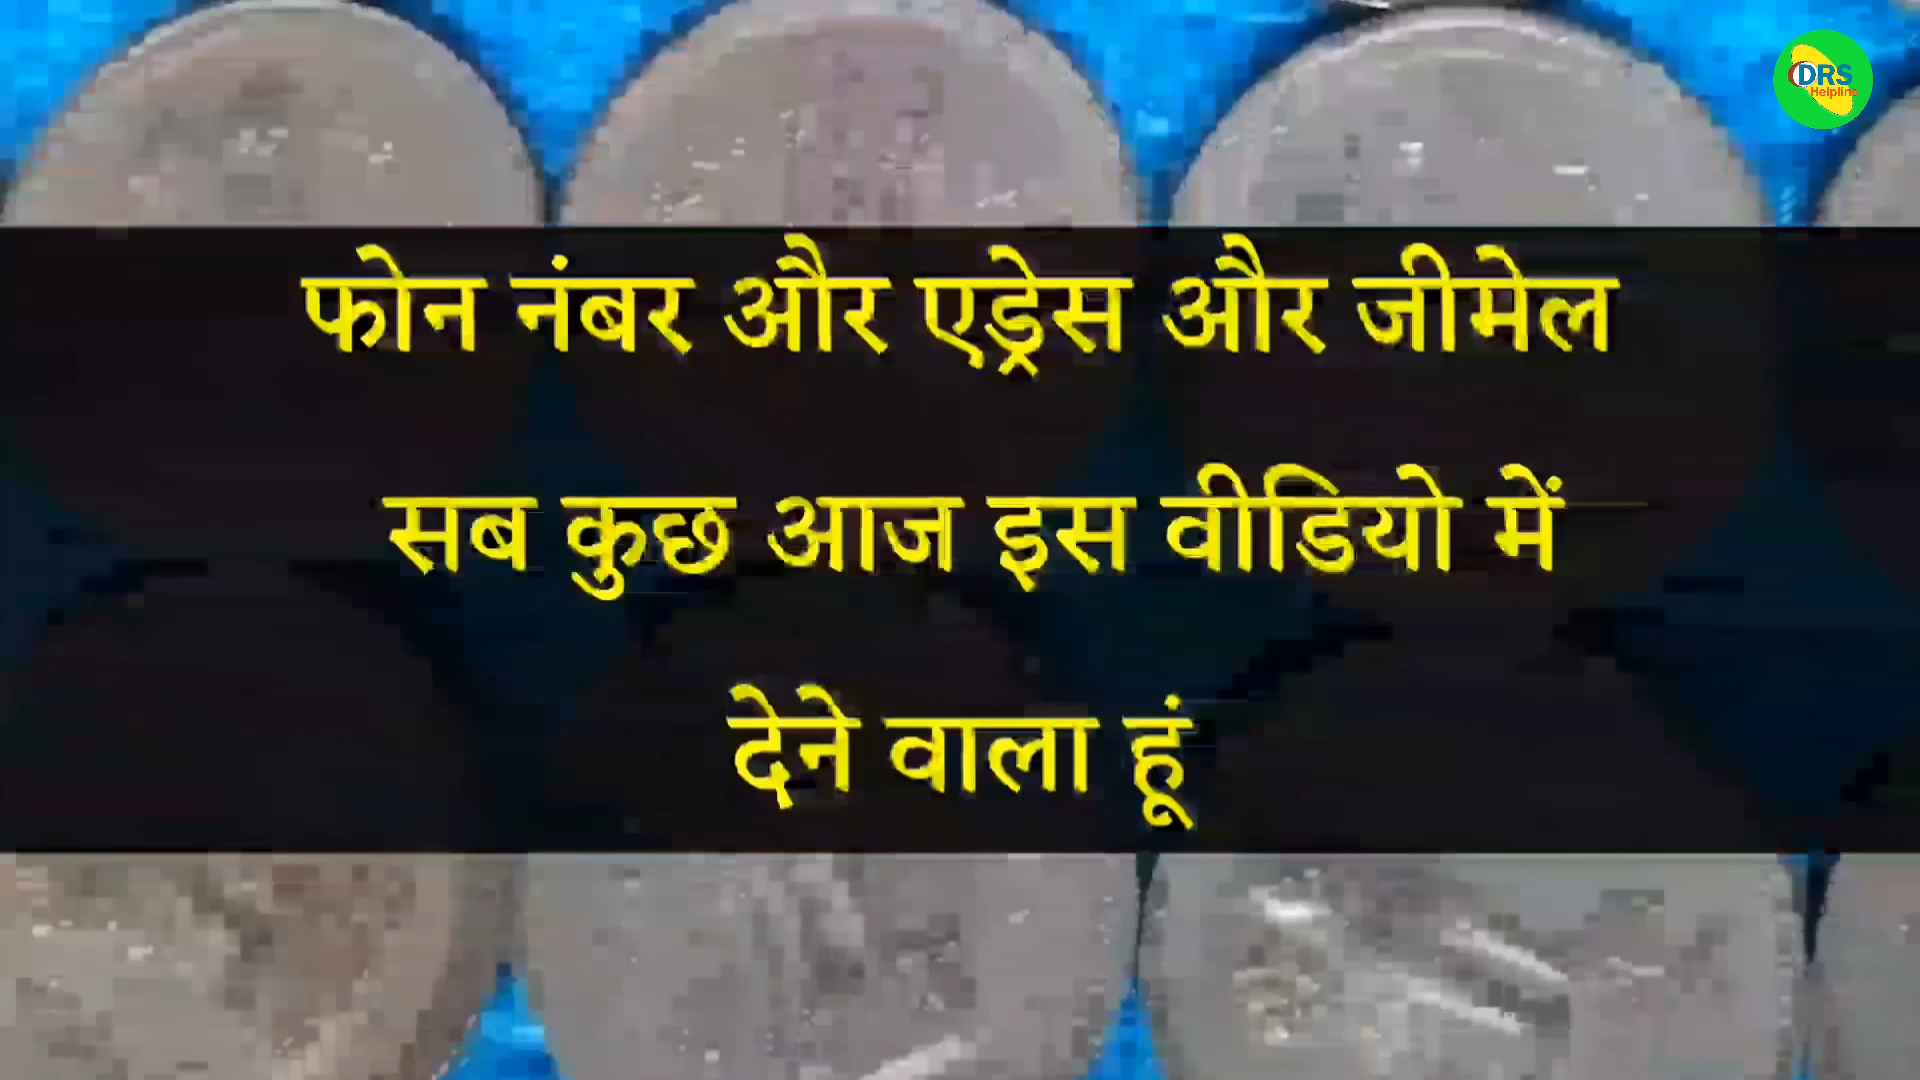 DRS
Helpline
फोन नंबर और एड्रेस और जीमेल
सब कुछ आज इस वीडियो में
देने वाला हूं